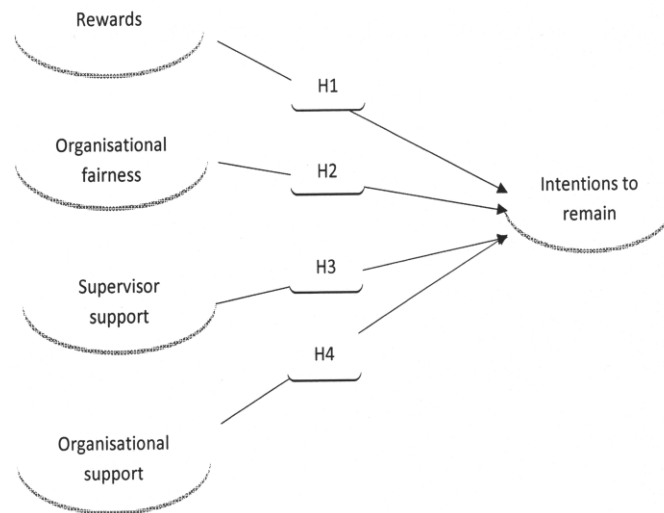 Rewards
H1
Organisational
fairness
H2
Intentions to
remain
Supervisor
support
H3
H4
Organisational
support